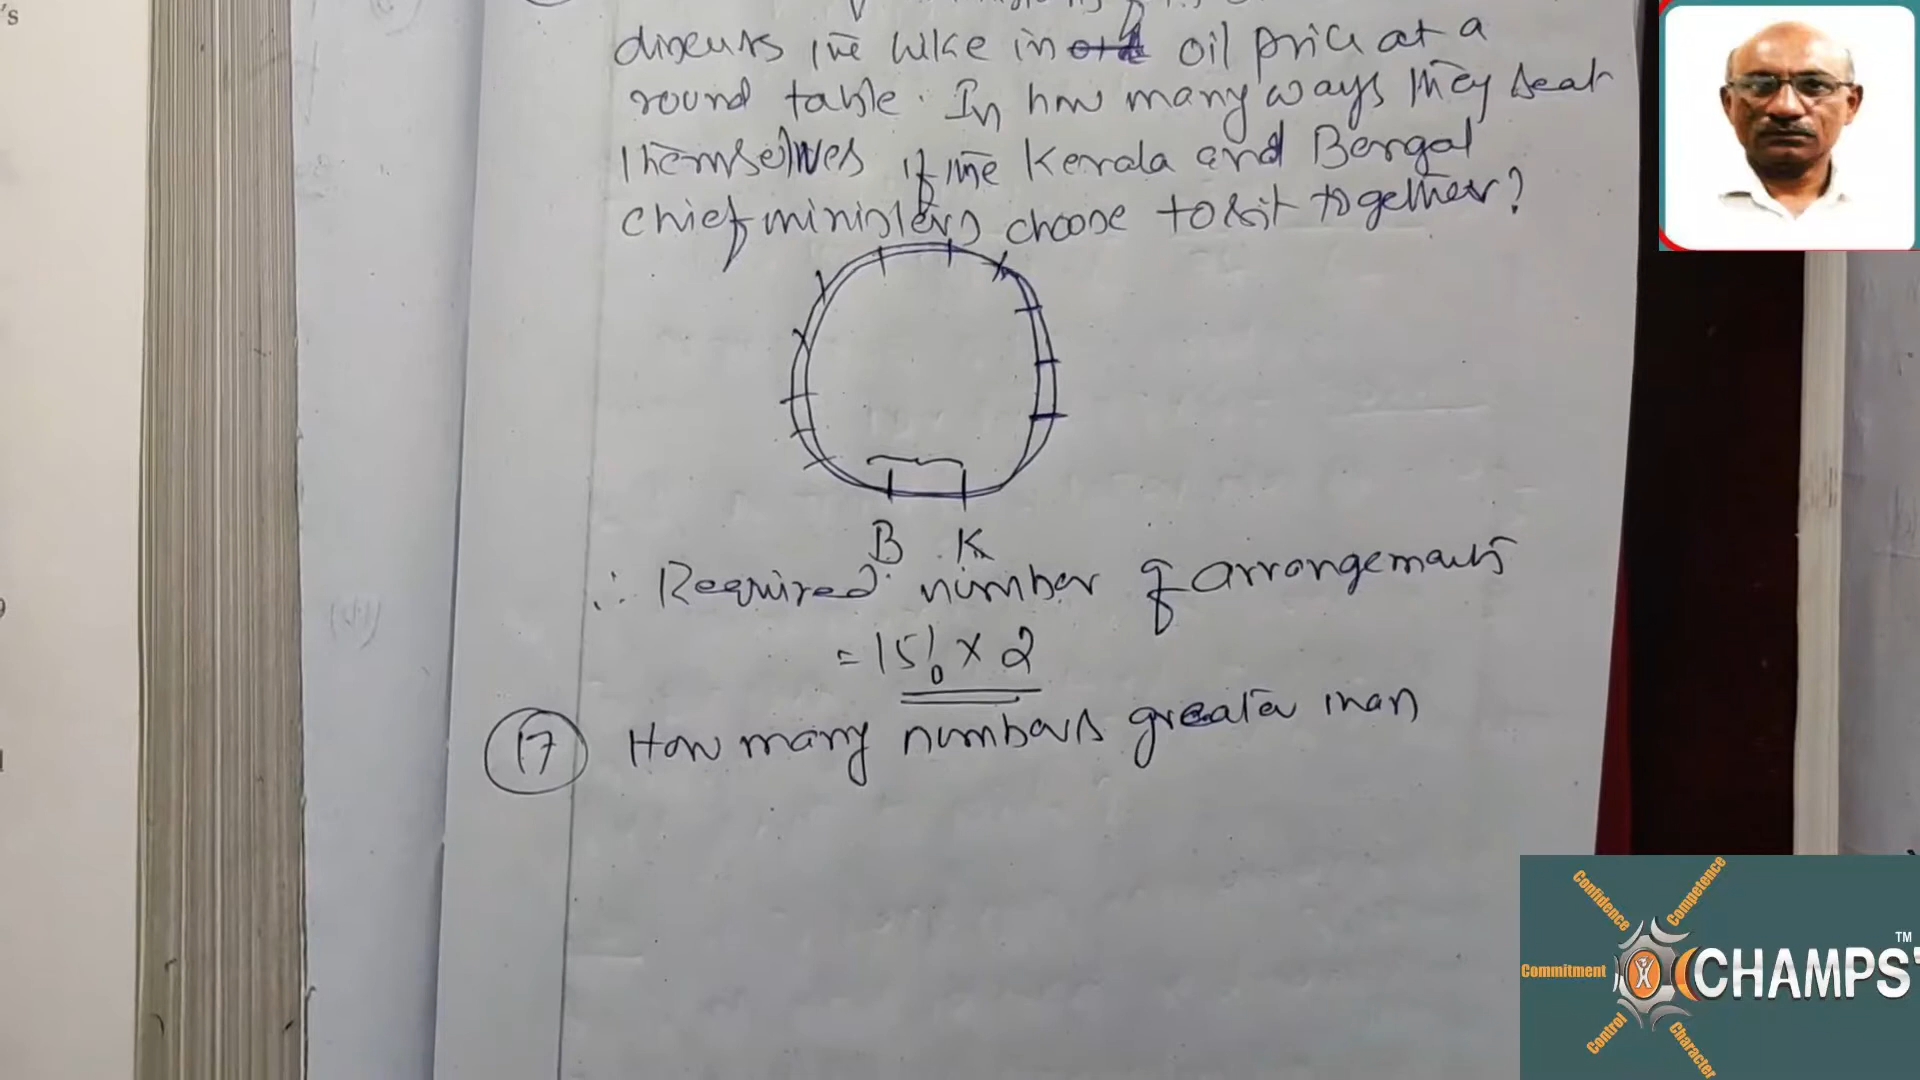 's
discuss the hike in oil price at a
round table. In how many ways they seat
themselves if the Kerala and Bengal
chief ministers choose to sit together?
B K
∴ Required number of arrangements
= 15! × 2
17 How many numbers greater than
Confidence
Competence
Commitment
CHAMPS
TM
Control
Character